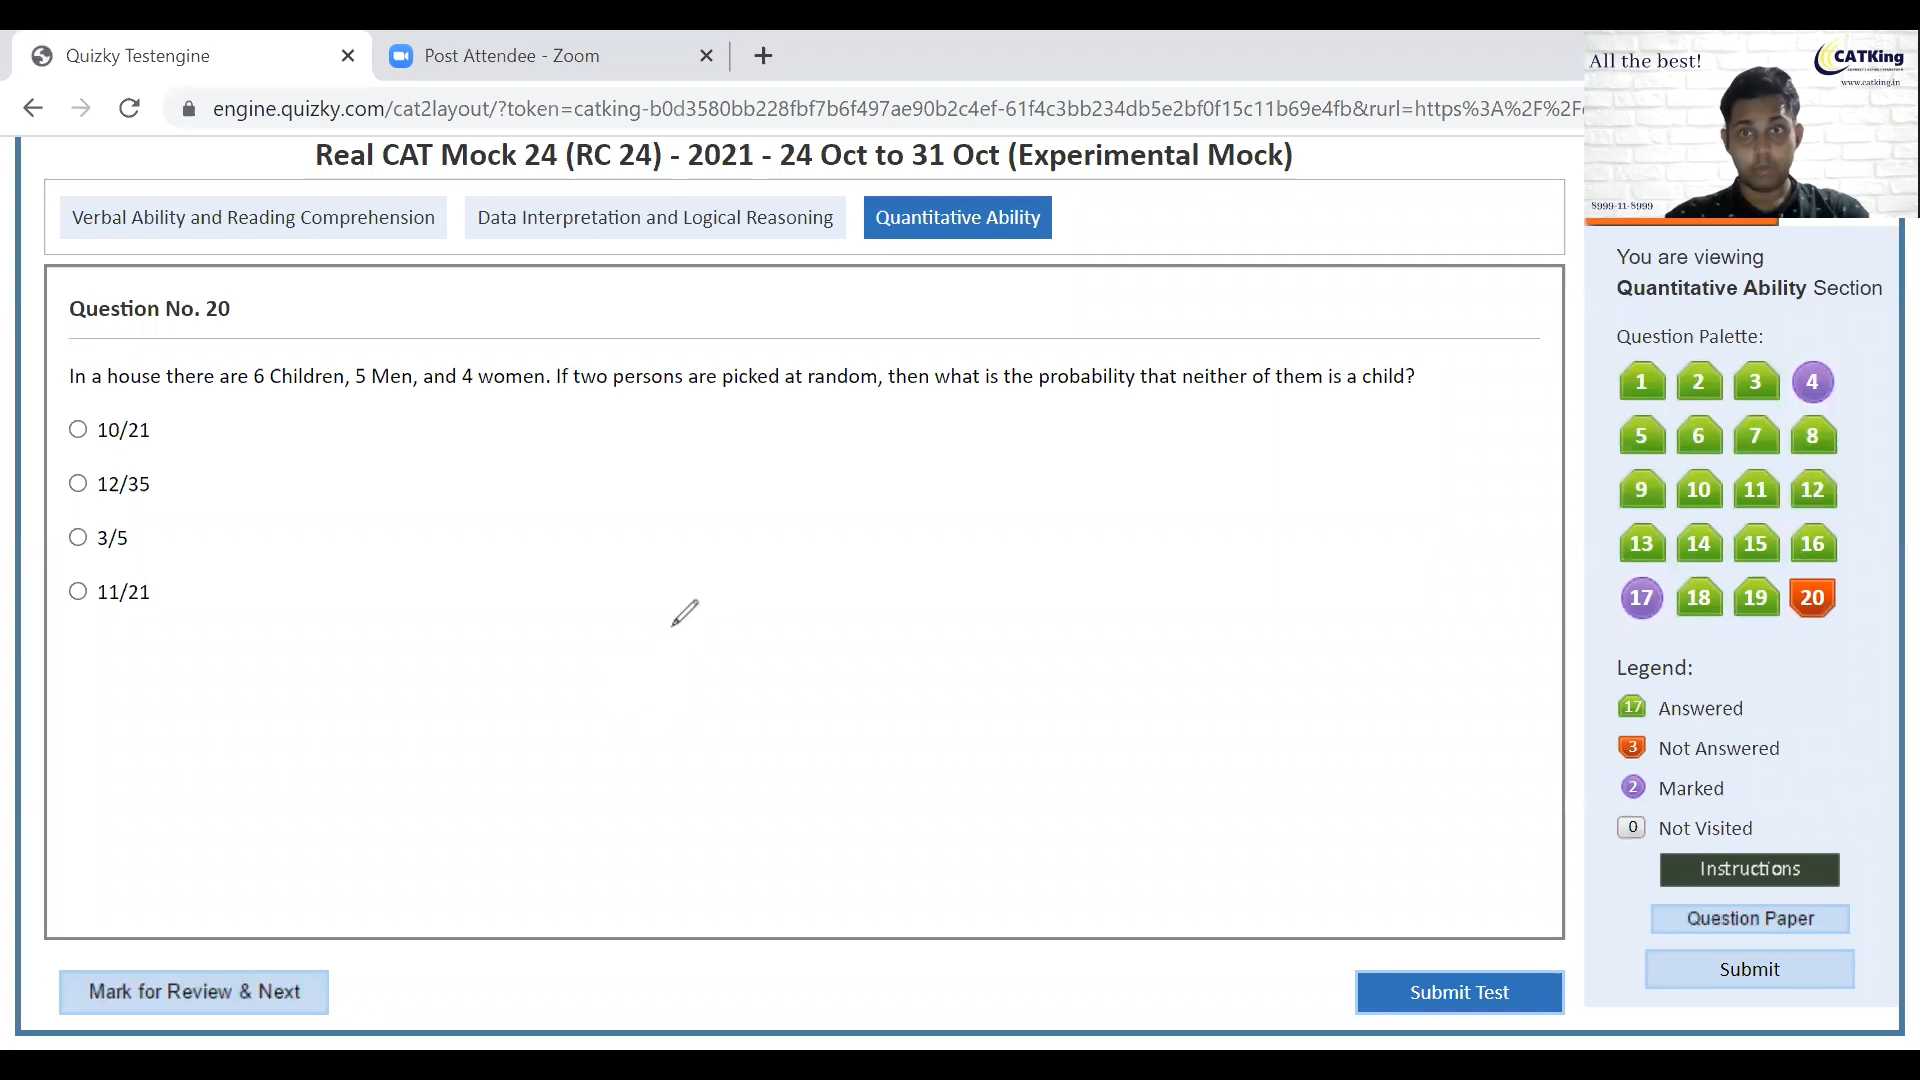 Quizky Testengine
Post Attendee - Zoom
engine.quizky.com/cat2layout/?token=catking-b0d3580bb228fbf7b6f497ae90b2c4ef-61f4c3bb234db5e2bf0f15c11b69e4fb&rurl=https%3A%2F%2F
All the best!
CATKing
www.catking.in
8999-11-8999
Real CAT Mock 24 (RC 24) - 2021 - 24 Oct to 31 Oct (Experimental Mock)
Verbal Ability and Reading Comprehension
Data Interpretation and Logical Reasoning
Quantitative Ability
Question No. 20
In a house there are 6 Children, 5 Men, and 4 women. If two persons are picked at random, then what is the probability that neither of them is a child?
10/21
12/35
3/5
11/21
Mark for Review & Next
Submit Test
You are viewing
Quantitative Ability Section
Question Palette:
1 2 3 4
5 6 7 8
9 10 11 12
13 14 15 16
17 18 19 20
Legend:
17 Answered
3 Not Answered
2 Marked
0 Not Visited
Instructions
Question Paper
Submit